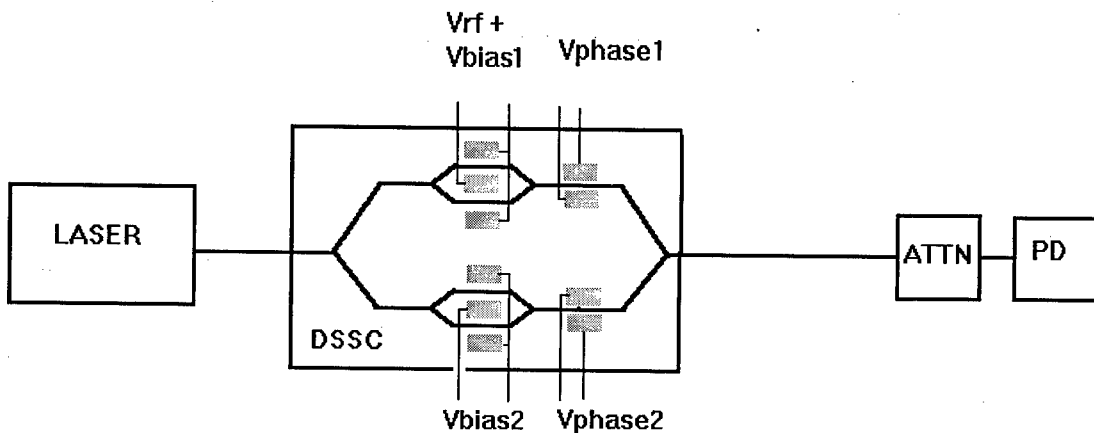 Vrf +
Vbias1
Vphase1
LASER
ATTN
PD
DSSC
Vbias2
Vphase2